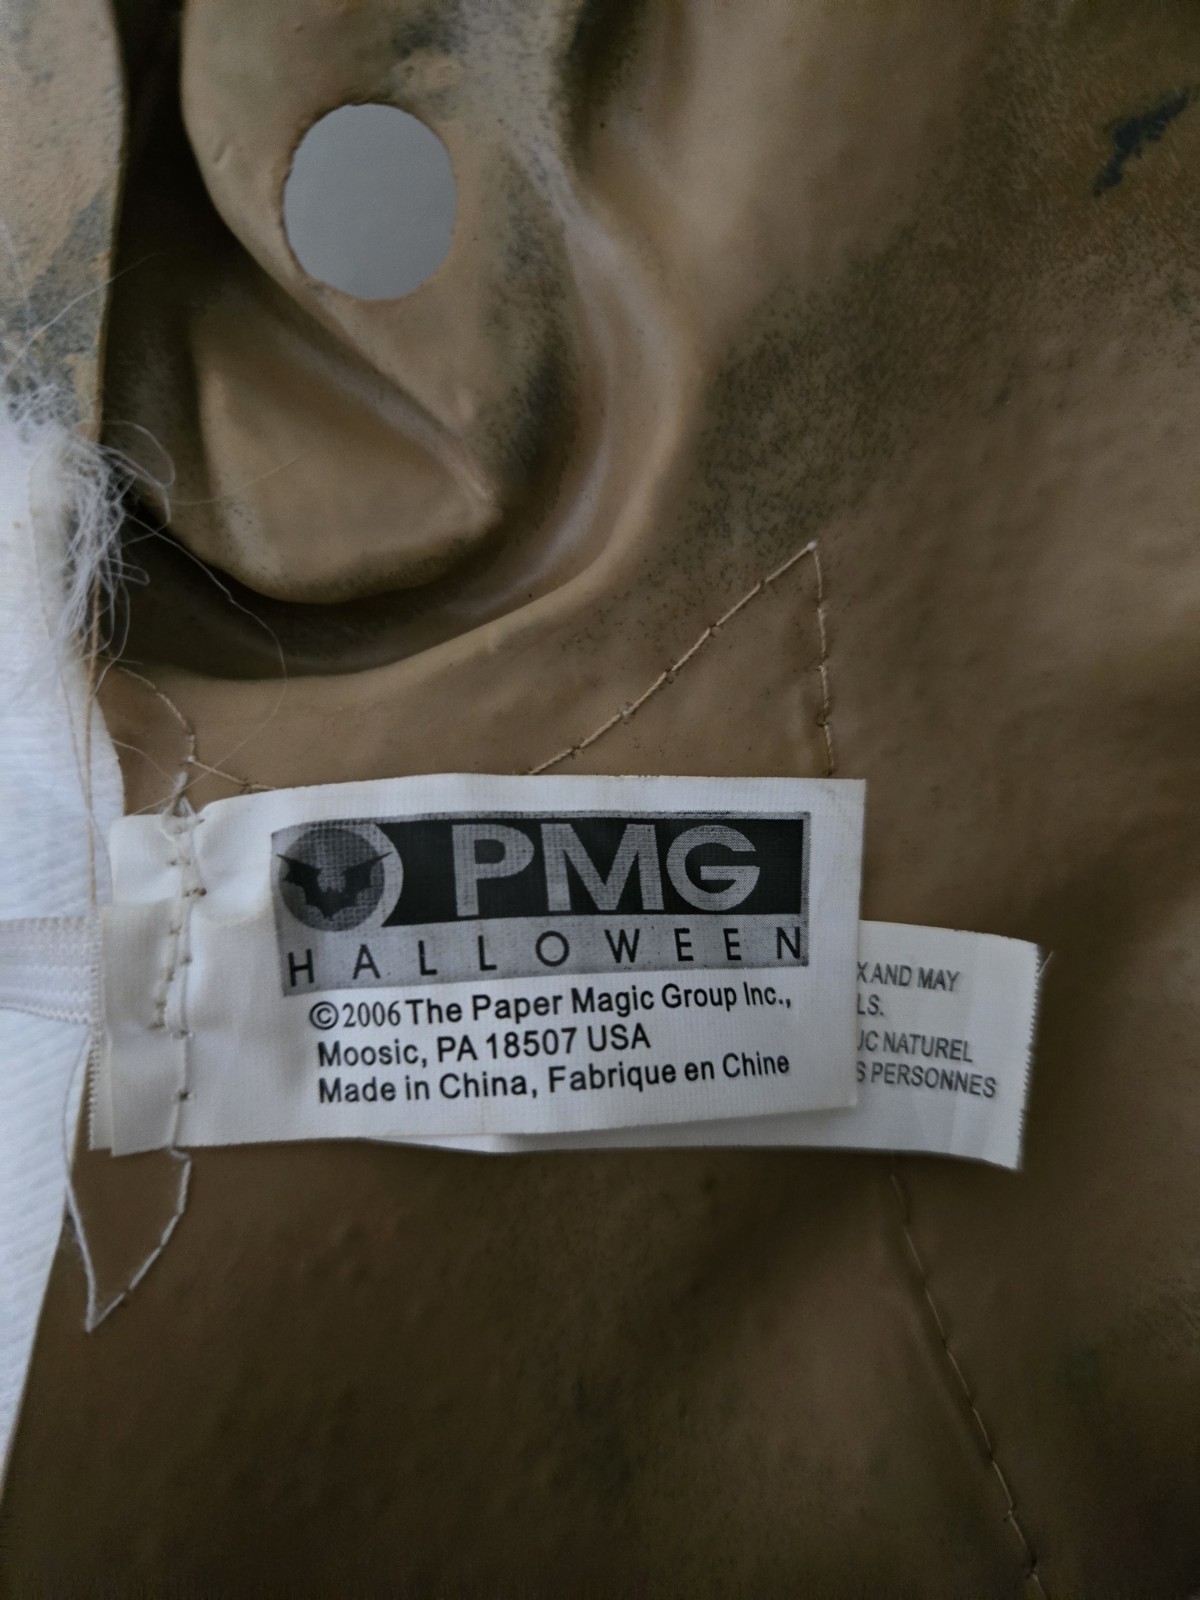 PMG
HALLOWEEN
©2006 The Paper Magic Group Inc.,
Moosic, PA 18507 USA
Made in China, Fabrique en Chine
X AND MAY
LS.
UC NATUREL
S PERSONNES